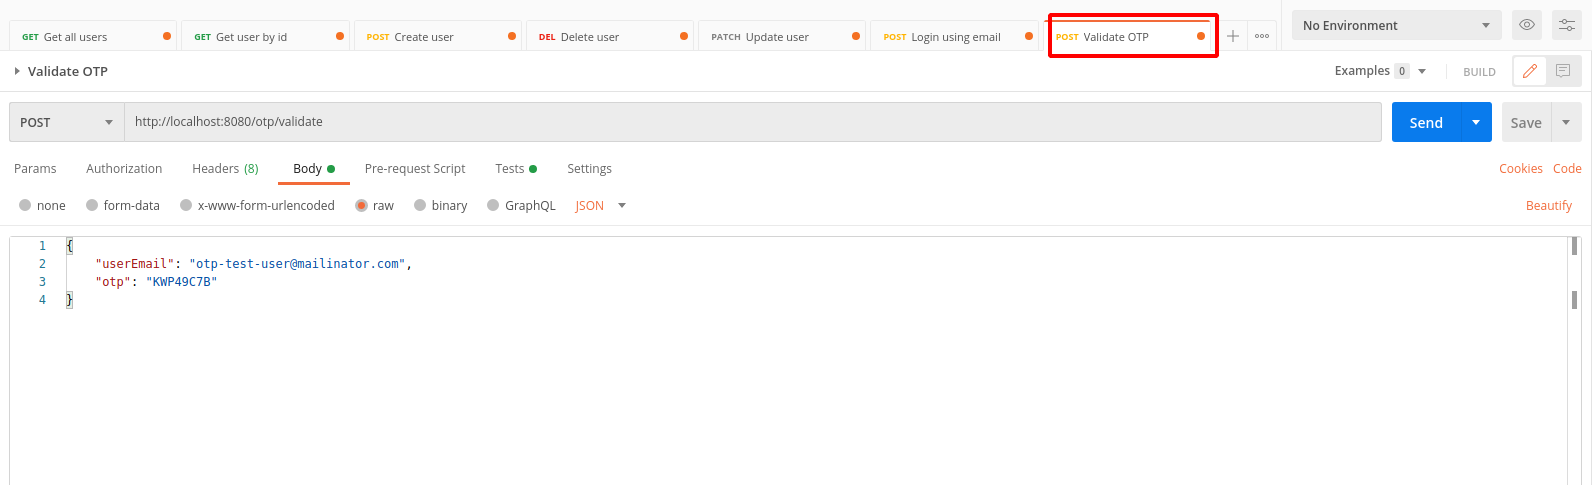 GET Get all users GET Get user by id POST Create user DEL Delete user PATCH Update user POST Login using email POST Validate OTP No Environment
Validate OTP Examples 0 BUILD
POST http://localhost:8080/otp/validate Send Save
Params Authorization Headers (8) Body Pre-request Script Tests Settings Cookies Code
none form-data x-www-form-urlencoded raw binary GraphQL JSON Beautify
1 {
2 "userEmail": "otp-test-user@mailinator.com",
3 "otp": "KWP49C7B"
4 }